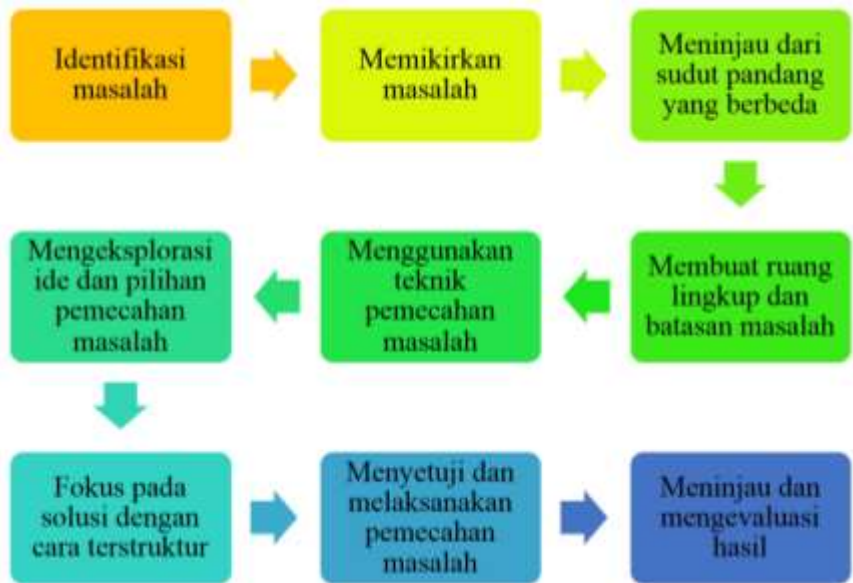 Identifikasi
masalah
Memikirkan
masalah
Meninjau dari
sudut pandang
yang berbeda
Membuat ruang
lingkup dan
batasan masalah
Menggunakan
teknik
pemecahan
masalah
Mengeksplorasi
ide dan pilihan
pemecahan
masalah
Fokus pada
solusi dengan
cara terstruktur
Menyetuji dan
melaksanakan
pemecahan
masalah
Meninjau dan
mengevaluasi
hasil